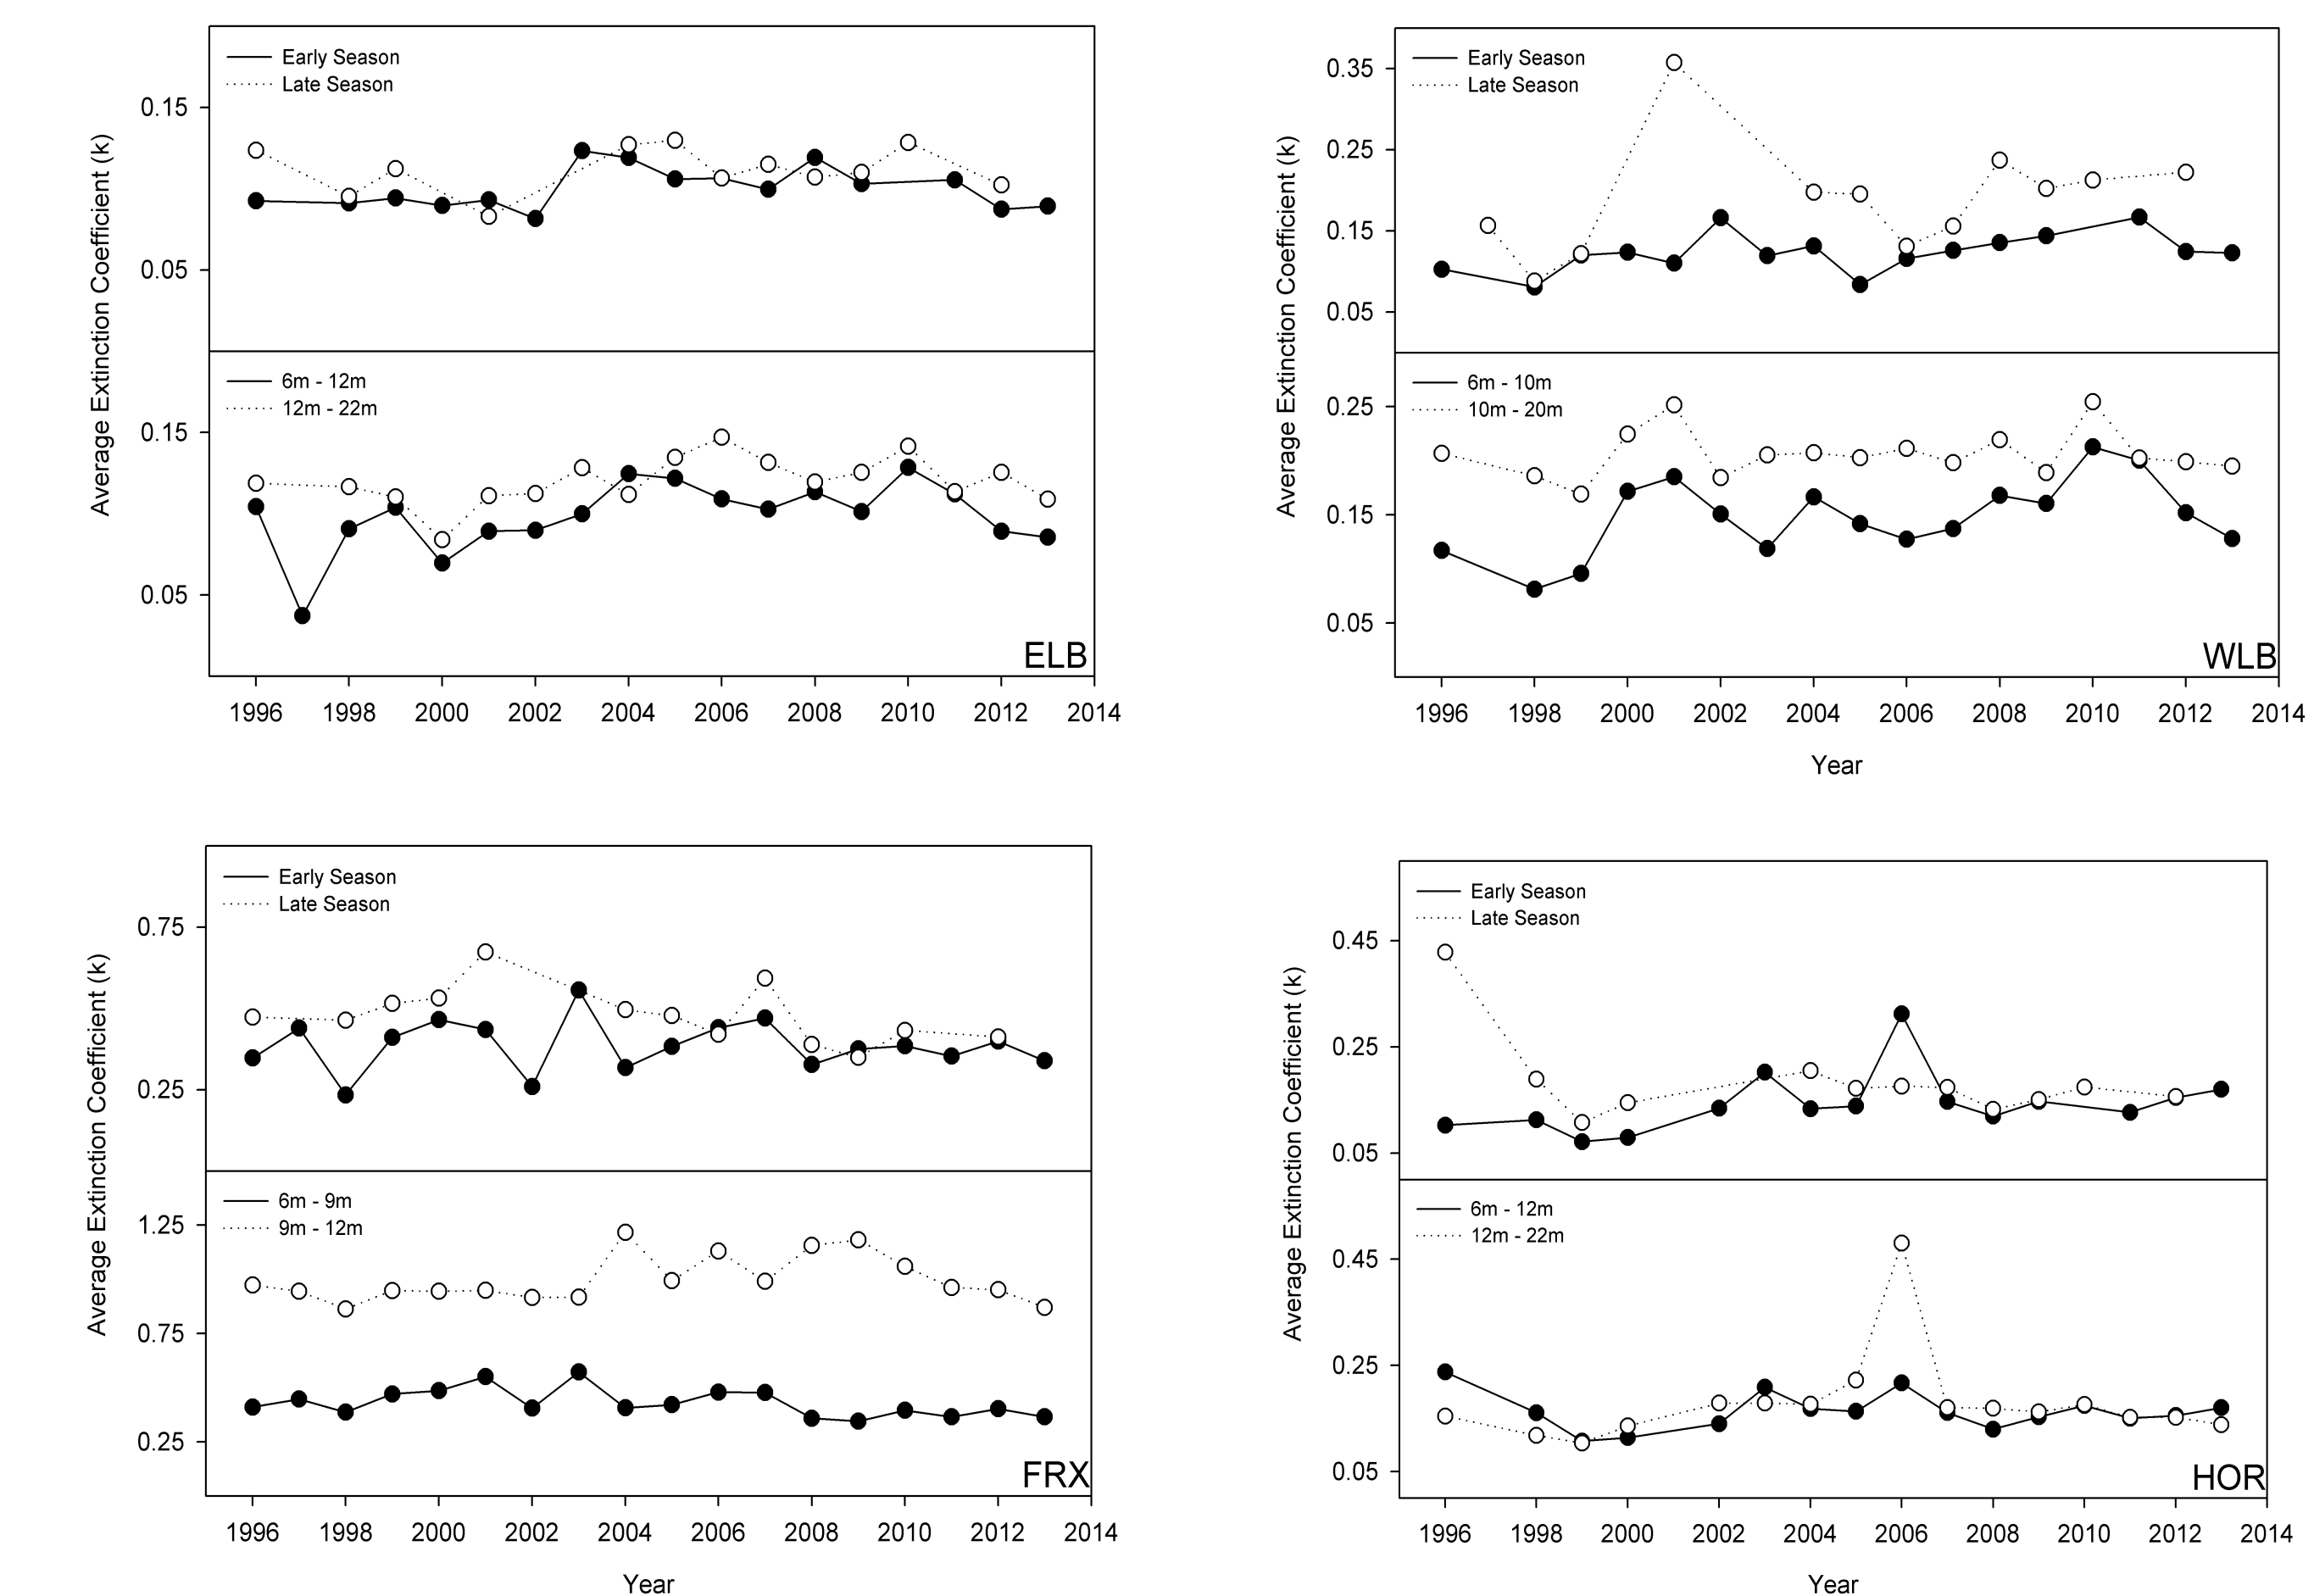 Early Season
Late Season
0.15
0.05
Average Extinction Coefficient (k)
6m - 12m
12m - 22m
0.15
0.05
ELB
1996 1998 2000 2002 2004 2006 2008 2010 2012 2014
Early Season
Late Season
0.35
0.25
0.15
0.05
Average Extinction Coefficient (k)
6m - 10m
10m - 20m
0.25
0.15
0.05
WLB
1996 1998 2000 2002 2004 2006 2008 2010 2012 2014
Year
Early Season
Late Season
0.75
0.25
Average Extinction Coefficient (k)
6m - 9m
9m - 12m
1.25
0.75
0.25
FRX
1996 1998 2000 2002 2004 2006 2008 2010 2012 2014
Year
Early Season
Late Season
0.45
0.25
0.05
Average Extinction Coefficient (k)
6m - 12m
12m - 22m
0.45
0.25
0.05
HOR
1996 1998 2000 2002 2004 2006 2008 2010 2012 2014
Year